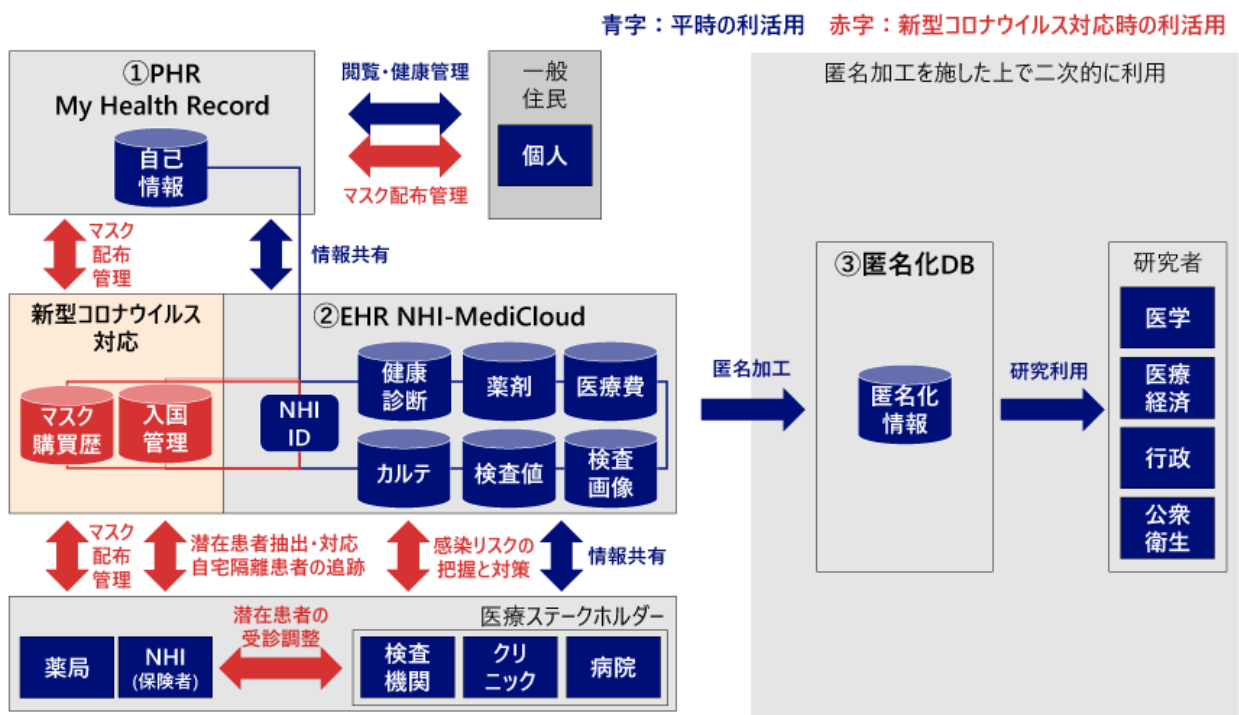 青字：平時の利活用 赤字：新型コロナウイルス対応時の利活用
①PHR
My Health Record
自己
情報
閲覧・健康管理
マスク配布管理
一般
住民
個人
匿名加工を施した上で二次的に利用
マスク
配布
管理
情報共有
新型コロナウイルス
対応
マスク
購買歴
入国
管理
②EHR NHI-MediCloud
NHI
ID
健康
診断
薬剤
医療費
カルテ
検査値
検査
画像
匿名加工
③匿名化DB
匿名化
情報
研究利用
研究者
医学
医療
経済
行政
公衆
衛生
マスク
配布
管理
潜在患者抽出・対応
自宅隔離患者の追跡
感染リスクの
把握と対策
情報共有
医療ステークホルダー
薬局
NHI
(保険者)
潜在患者の
受診調整
検査
機関
クリ
ニック
病院